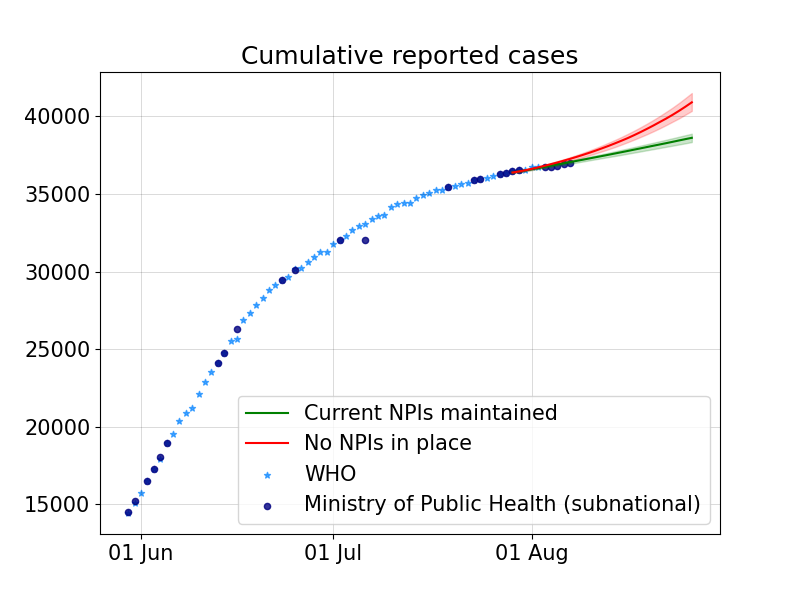 Cumulative reported cases
40000
35000
30000
25000
20000
15000
Current NPIs maintained
No NPIs in place
WHO
Ministry of Public Health (subnational)
01 Jun
01 Jul
01 Aug